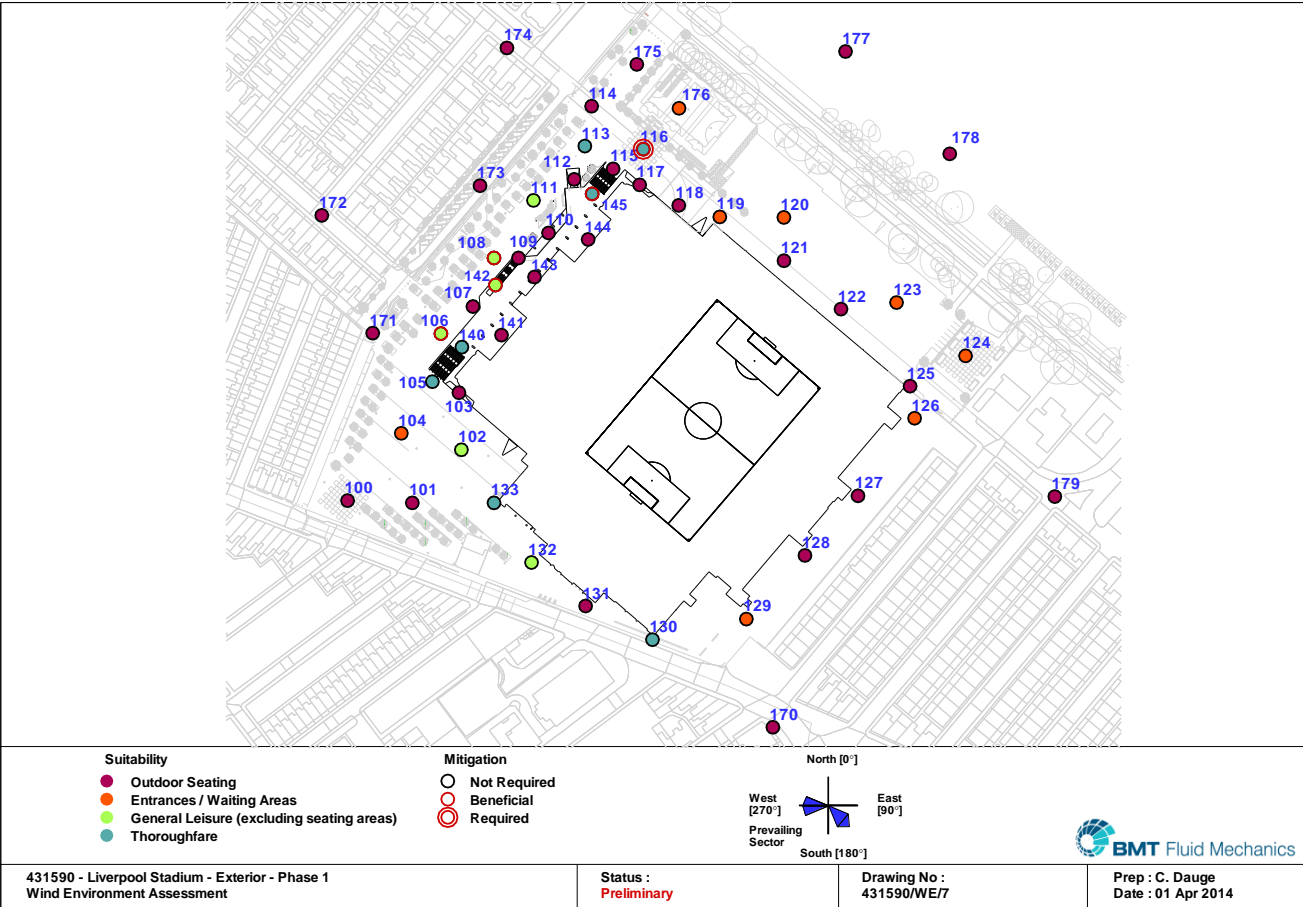 174
177
175
176
114
113
116
178
112
115
117
173
111
118
145
119
120
172
110
144
108
109
121
142
143
107
123
122
171
106
140
141
124
105
125
103
126
104
102
100
101
133
127
179
132
128
131
129
130
170
Suitability
Outdoor Seating
Entrances / Waiting Areas
General Leisure (excluding seating areas)
Thoroughfare
Mitigation
Not Required
Beneficial
Required
North [0°]
West [270°]
East [90°]
Prevailing Sector
South [180°]
BMT Fluid Mechanics
431590 - Liverpool Stadium - Exterior - Phase 1
Wind Environment Assessment
Status :
Preliminary
Drawing No :
431590/WE/7
Prep : C. Dauge
Date : 01 Apr 2014